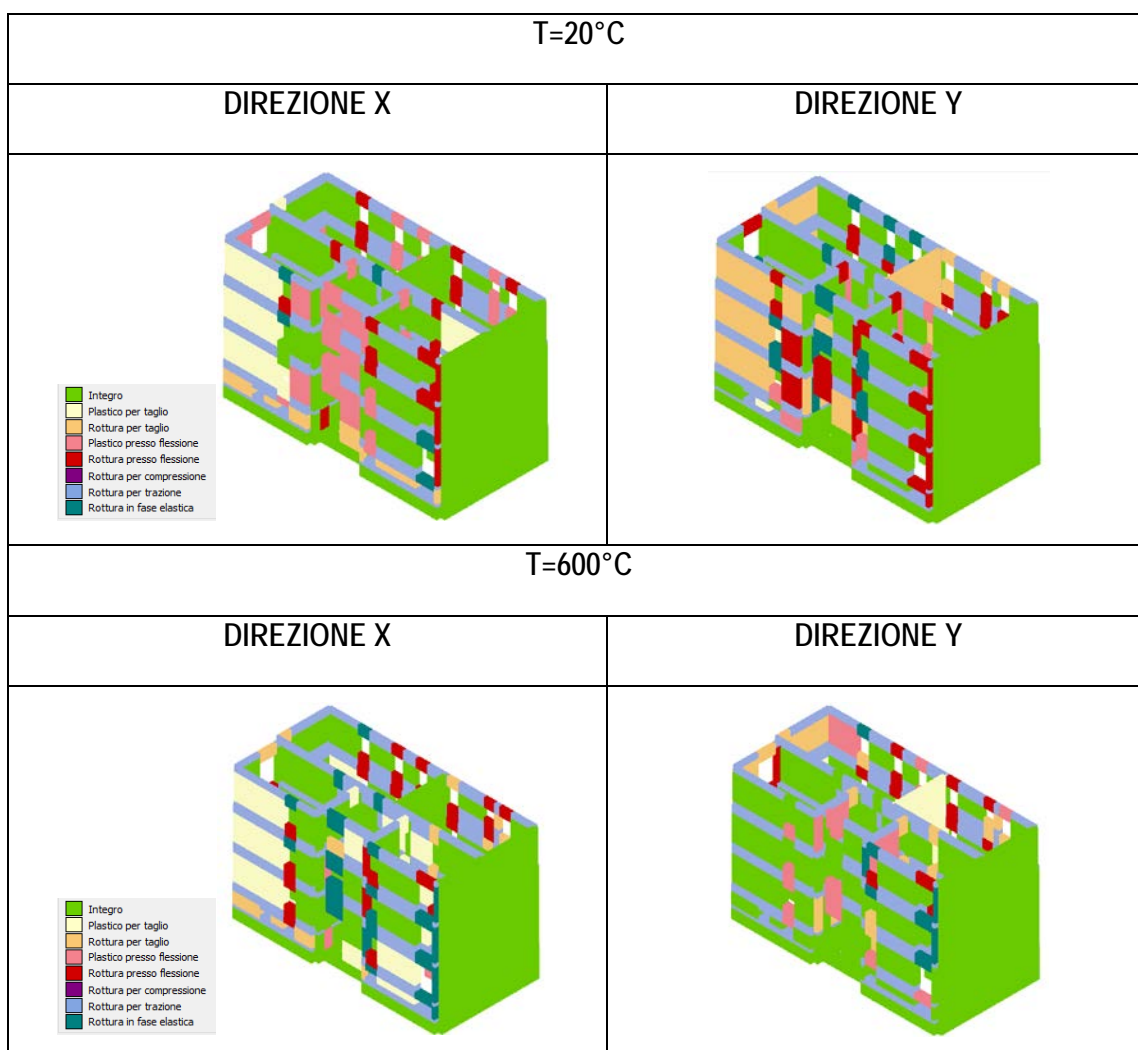 T=20°C
DIREZIONE X
DIREZIONE Y
Integro
Plastico per taglio
Rottura per taglio
Plastico presso flessione
Rottura presso flessione
Rottura per compressione
Rottura per trazione
Rottura in fase elastica
T=600°C
DIREZIONE X
DIREZIONE Y
Integro
Plastico per taglio
Rottura per taglio
Plastico presso flessione
Rottura presso flessione
Rottura per compressione
Rottura per trazione
Rottura in fase elastica